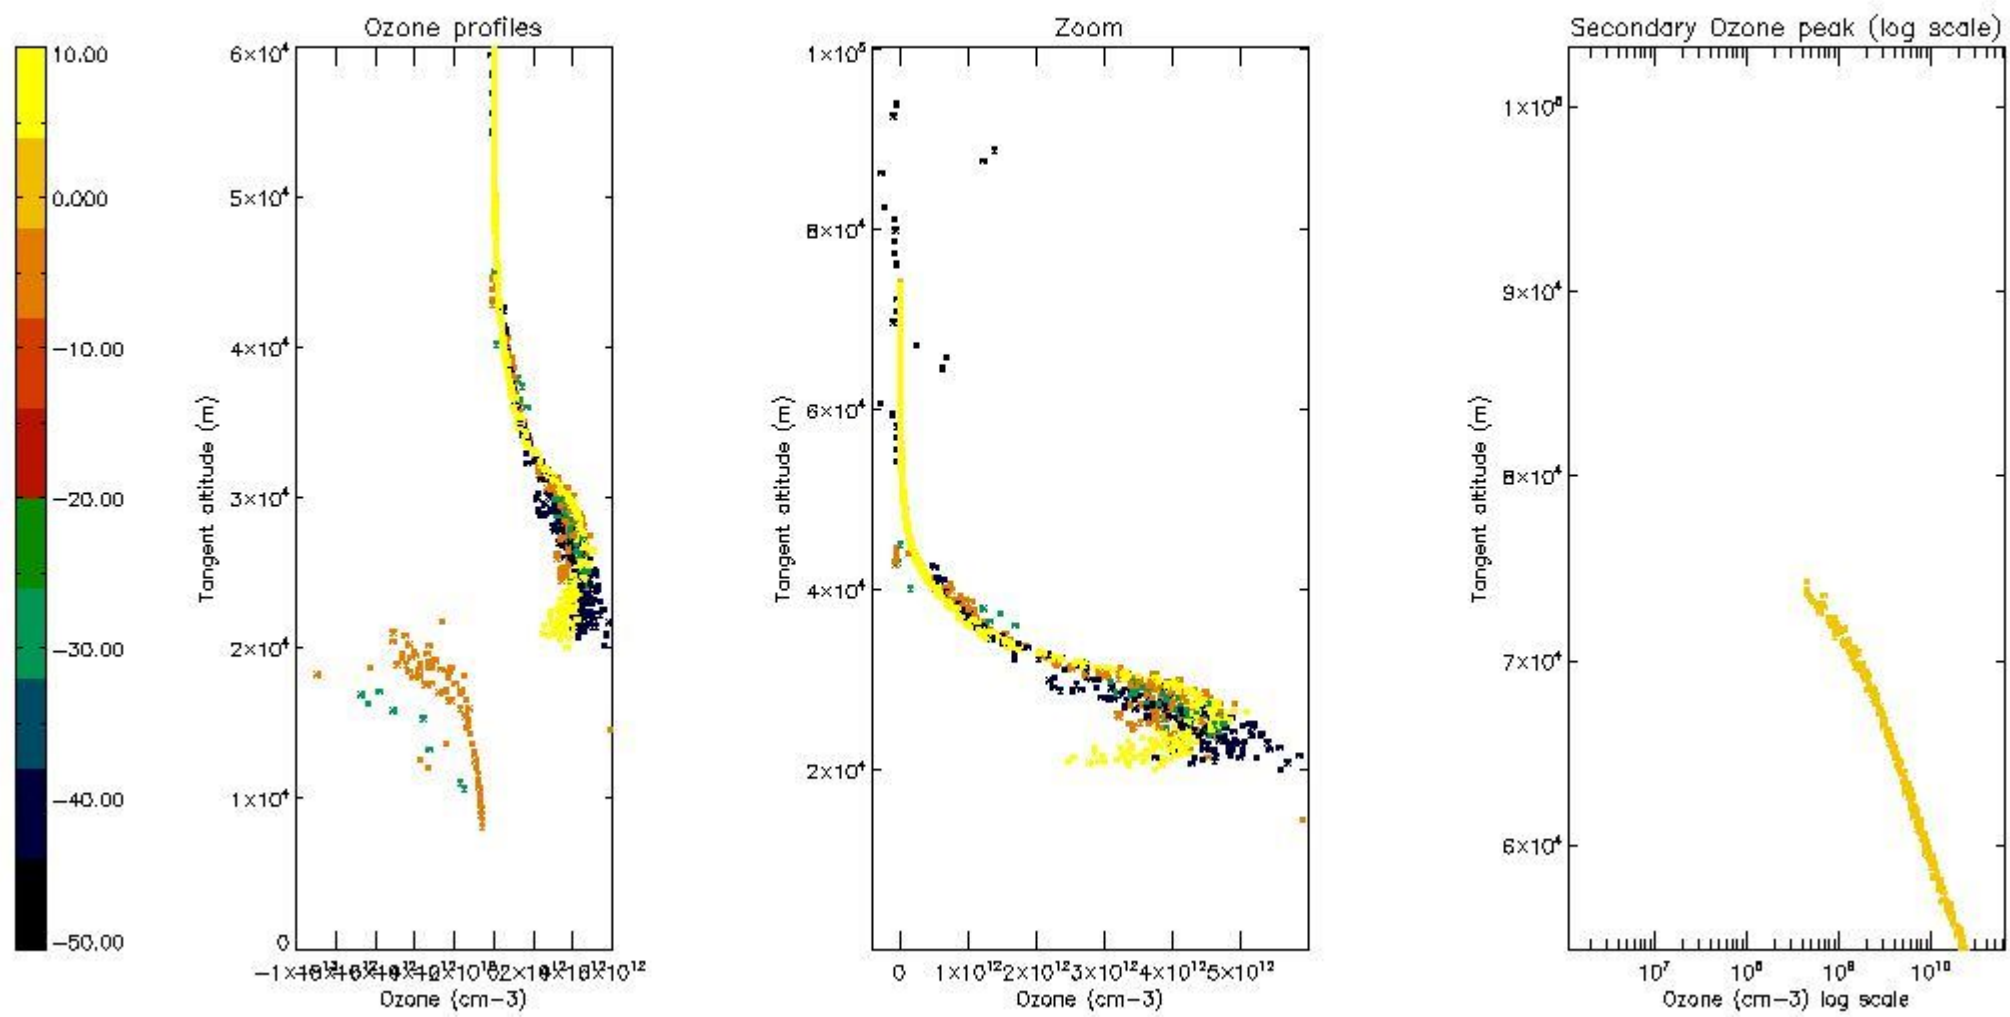 Ozone profiles
Zoom
Secondary Ozone peak (log scale)
10.00
0.000
−10.00
−20.00
−30.00
−40.00
−50.00
6×10⁴
5×10⁴
4×10⁴
3×10⁴
2×10⁴
1×10⁴
0
Tangent altitude (m)
Ozone (cm−3)
1×10⁵
8×10⁴
6×10⁴
4×10⁴
2×10⁴
Tangent altitude (m)
0 1×10¹² 2×10¹² 3×10¹² 4×10¹² 5×10¹²
Ozone (cm−3)
9×10⁴
8×10⁴
7×10⁴
6×10⁴
Tangent altitude (m)
10⁷ 10⁸ 10⁹ 10¹⁰
Ozone (cm−3) log scale